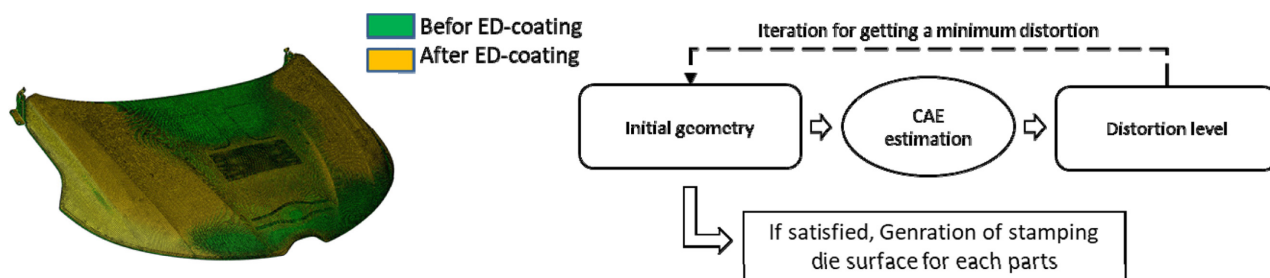 Befor ED-coating
After ED-coating
Iteration for getting a minimum distortion
Initial geometry
CAE
estimation
Distortion level
If satisfied, Genration of stamping
die surface for each parts